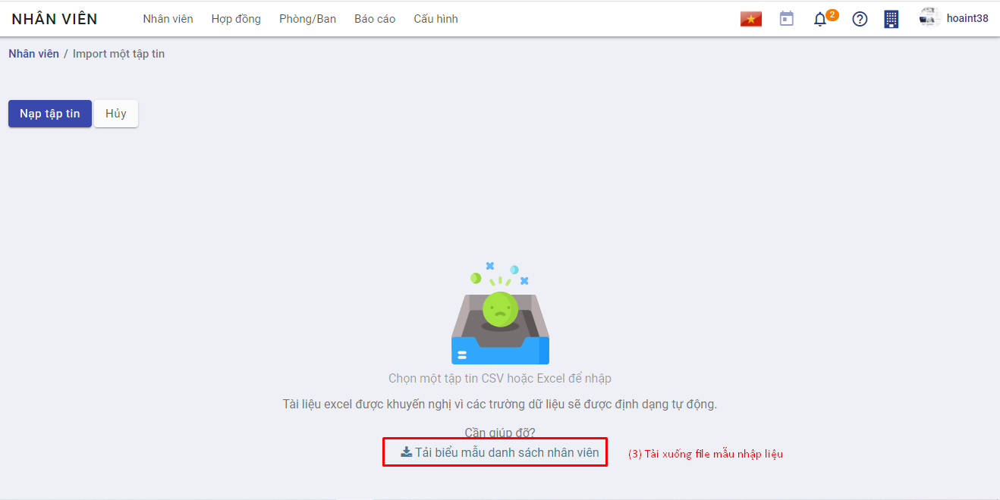 NHÂN VIÊN Nhân viên Hợp đồng Phòng/Ban Báo cáo Cấu hình 2 hoaint38
Nhân viên / Import một tập tin
Nạp tập tin Hủy
Chọn một tập tin CSV hoặc Excel để nhập
Tài liệu excel được khuyến nghị vì các trường dữ liệu sẽ được định dạng tự động.
Cần giúp đỡ?
Tải biểu mẫu danh sách nhân viên (3) Tải xuống file mẫu nhập liệu